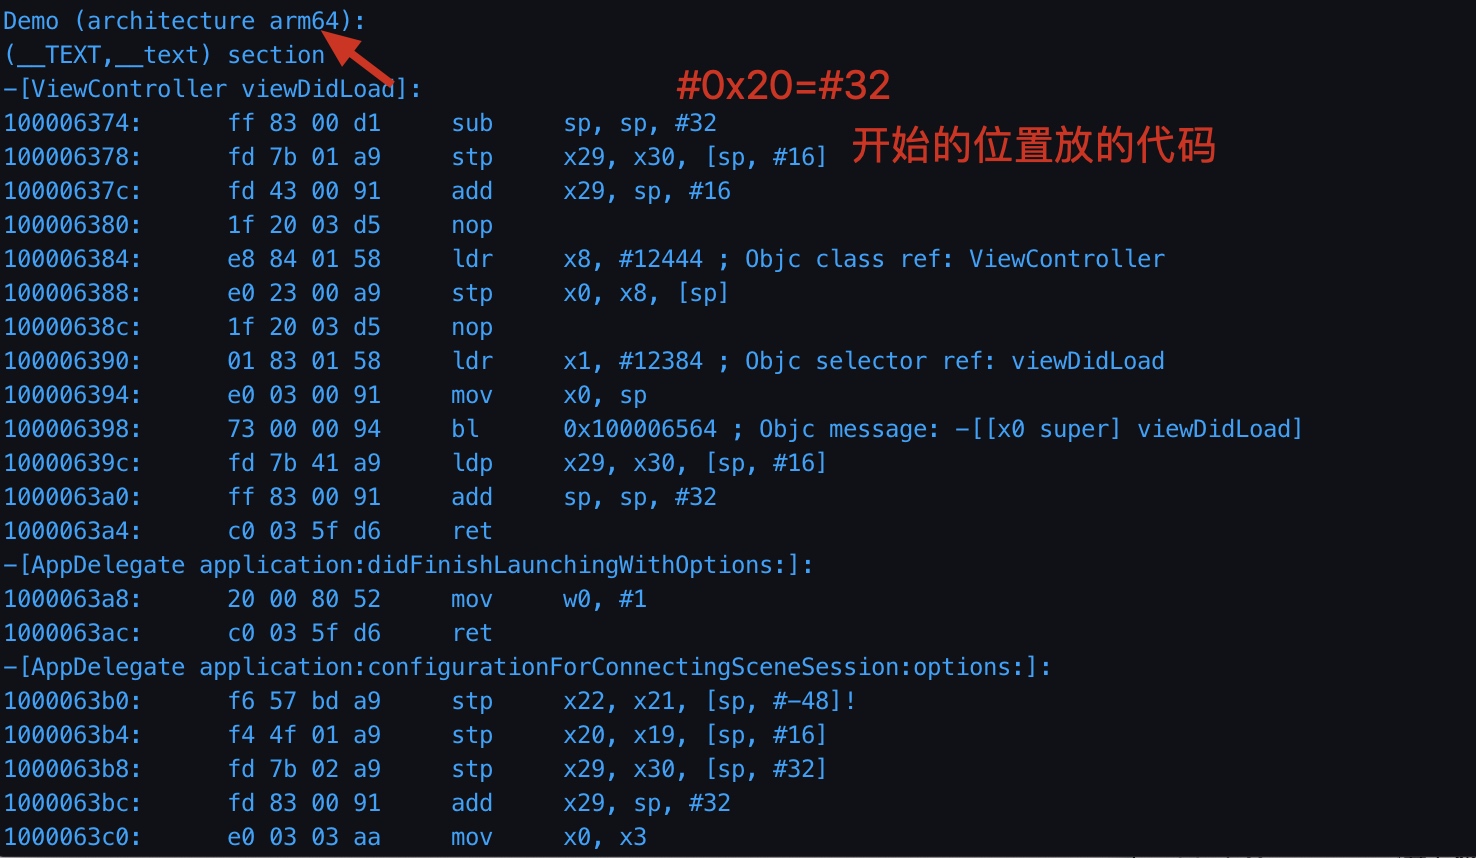 Demo (architecture arm64):
(__TEXT,__text) section
-[ViewController viewDidLoad]:
#0x20=#32
100006374: ff 83 00 d1 sub sp, sp, #32
开始的位置放的代码
100006378: fd 7b 01 a9 stp x29, x30, [sp, #16]
10000637c: fd 43 00 91 add x29, sp, #16
100006380: 1f 20 03 d5 nop
100006384: e8 84 01 58 ldr x8, #12444 ; Objc class ref: ViewController
100006388: e0 23 00 a9 stp x0, x8, [sp]
10000638c: 1f 20 03 d5 nop
100006390: 01 83 01 58 ldr x1, #12384 ; Objc selector ref: viewDidLoad
100006394: e0 03 00 91 mov x0, sp
100006398: 73 00 00 94 bl 0x100006564 ; Objc message: -[[x0 super] viewDidLoad]
10000639c: fd 7b 41 a9 ldp x29, x30, [sp, #16]
1000063a0: ff 83 00 91 add sp, sp, #32
1000063a4: c0 03 5f d6 ret
-[AppDelegate application:didFinishLaunchingWithOptions:]:
1000063a8: 20 00 80 52 mov w0, #1
1000063ac: c0 03 5f d6 ret
-[AppDelegate application:configurationForConnectingSceneSession:options:]:
1000063b0: f6 57 bd a9 stp x22, x21, [sp, #-48]!
1000063b4: f4 4f 01 a9 stp x20, x19, [sp, #16]
1000063b8: fd 7b 02 a9 stp x29, x30, [sp, #32]
1000063bc: fd 83 00 91 add x29, sp, #32
1000063c0: e0 03 03 aa mov x0, x3